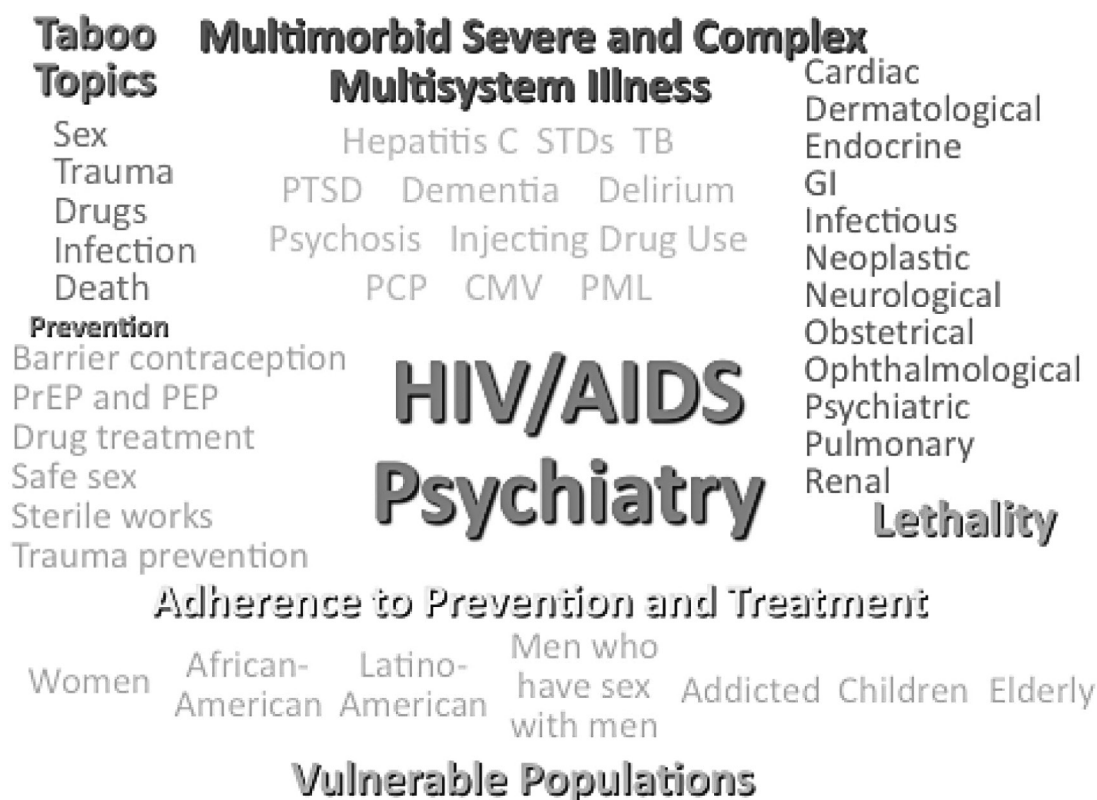 Taboo
Topics
Sex
Trauma
Drugs
Infection
Death
Multimorbid Severe and Complex
Multisystem Illness
Hepatitis C STDs TB
PTSD Dementia Delirium
Psychosis Injecting Drug Use
PCP CMV PML
Cardiac
Dermatological
Endocrine
GI
Infectious
Neoplastic
Neurological
Obstetrical
Ophthalmological
Psychiatric
Pulmonary
Renal
Prevention
Barrier contraception
PrEP and PEP
Drug treatment
Safe sex
Sterile works
Trauma prevention
HIV/AIDS
Psychiatry
Lethality
Adherence to Prevention and Treatment
Women
African-
American
Latino-
American
Men who
have sex
with men
Addicted
Children
Elderly
Vulnerable Populations